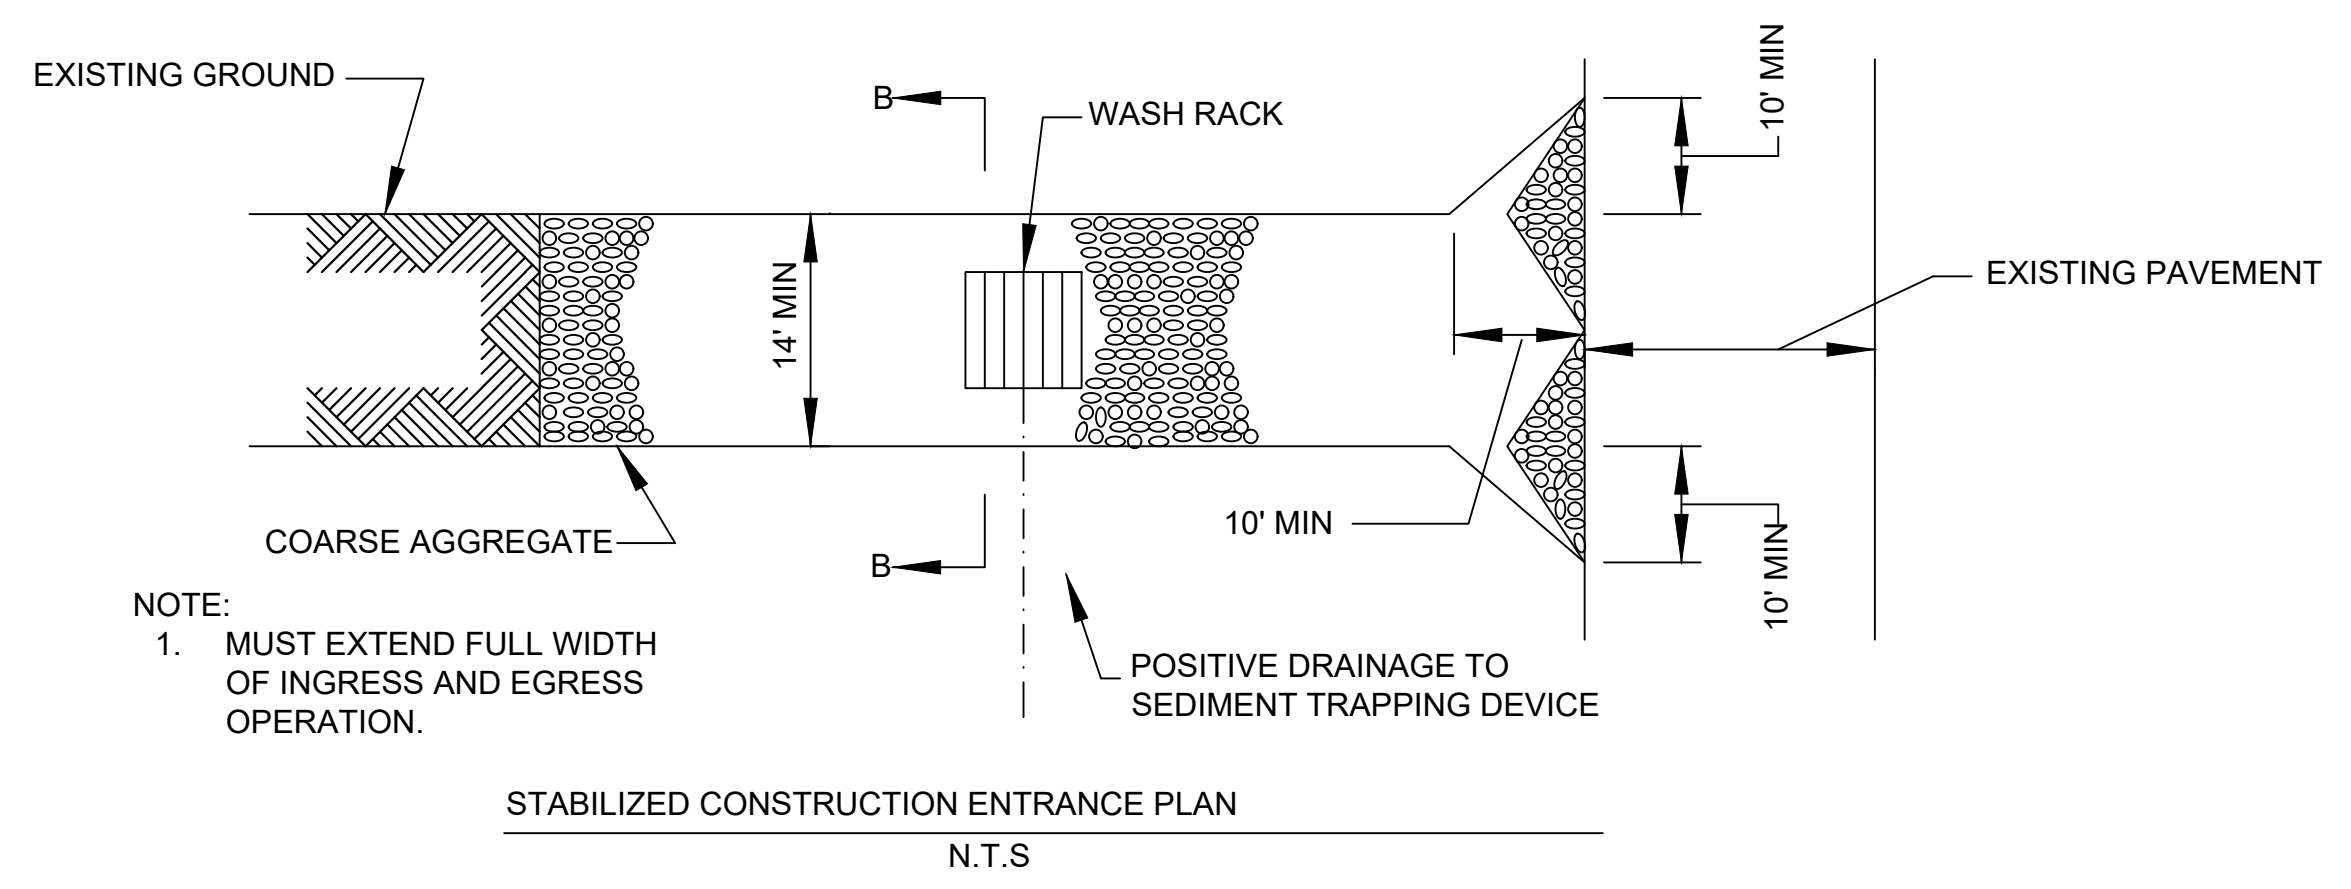 EXISTING GROUND
B
WASH RACK
10' MIN
EXISTING PAVEMENT
14' MIN
10' MIN
COARSE AGGREGATE
B
10' MIN
NOTE:
1. MUST EXTEND FULL WIDTH
OF INGRESS AND EGRESS
OPERATION.
POSITIVE DRAINAGE TO
SEDIMENT TRAPPING DEVICE
STABILIZED CONSTRUCTION ENTRANCE PLAN
N.T.S